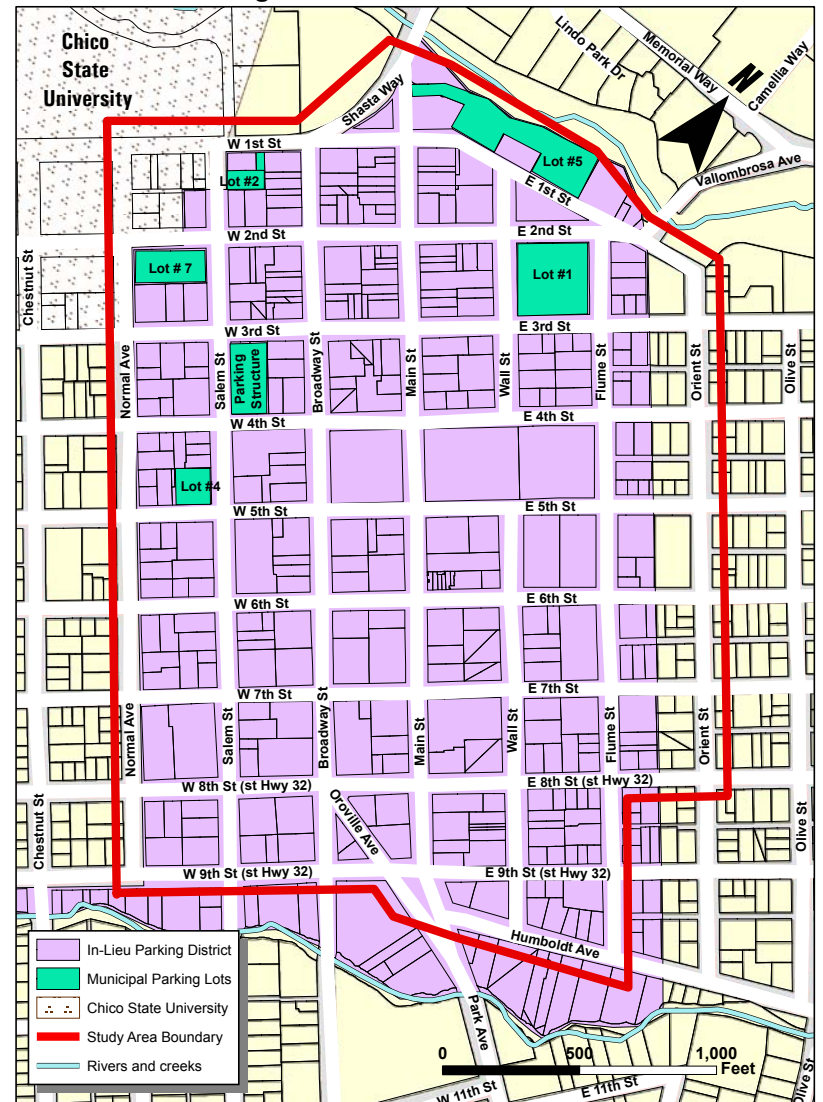 Chico
State
University
Lindo Park Dr
Memorial Way
Camellia Way
N
Shasta Way
Vallombrosa Ave
W 1st St
Lot #2
Lot #5
E 1st St
W 2nd St
E 2nd St
Chestnut St
Lot # 7
Lot #1
W 3rd St
E 3rd St
Normal Ave
Salem St
Parking
Structure
Broadway St
Main St
Wall St
Flume St
Orient St
Olive St
W 4th St
E 4th St
Lot #4
W 5th St
E 5th St
W 6th St
E 6th St
W 7th St
E 7th St
Normal Ave
Salem St
Broadway St
Main St
Wall St
Flume St
Orient St
W 8th St (st Hwy 32)
E 8th St (st Hwy 32)
Chestnut St
Oroville Ave
Olive St
W 9th St (st Hwy 32)
E 9th St (st Hwy 32)
Humboldt Ave
In-Lieu Parking District
Municipal Parking Lots
Chico State University
Study Area Boundary
Rivers and creeks
Park Ave
0 500 1,000
Feet
W 11th St
E 11th St
Olive St